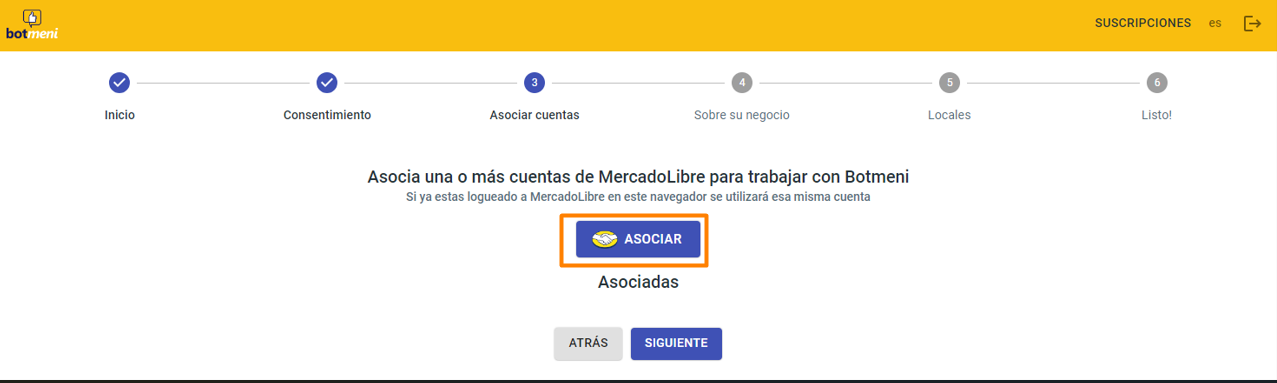 botmeni
SUSCRIPCIONES es
3 4 5 6
Inicio Consentimiento Asociar cuentas Sobre su negocio Locales Listo!
Asocia una o más cuentas de MercadoLibre para trabajar con Botmeni
Si ya estas logueado a MercadoLibre en este navegador se utilizará esa misma cuenta
ASOCIAR
Asociadas
ATRÁS SIGUIENTE